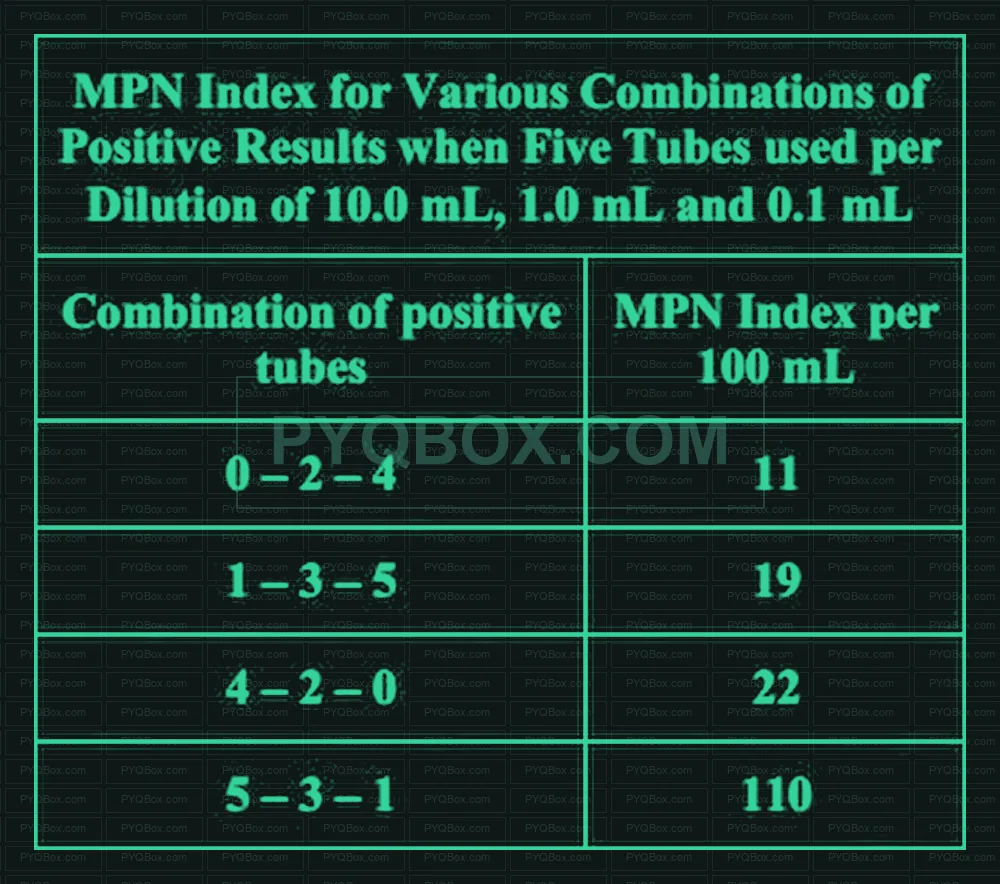 MPN Index for Various Combinations of
Positive Results when Five Tubes used per
Dilution of 10.0 mL, 1.0 mL and 0.1 mL
Combination of positive
tubes
MPN Index per
100 mL
0 – 2 – 4
11
1 – 3 – 5
19
4 – 2 – 0
22
5 – 3 – 1
110
PYQBOX.COM